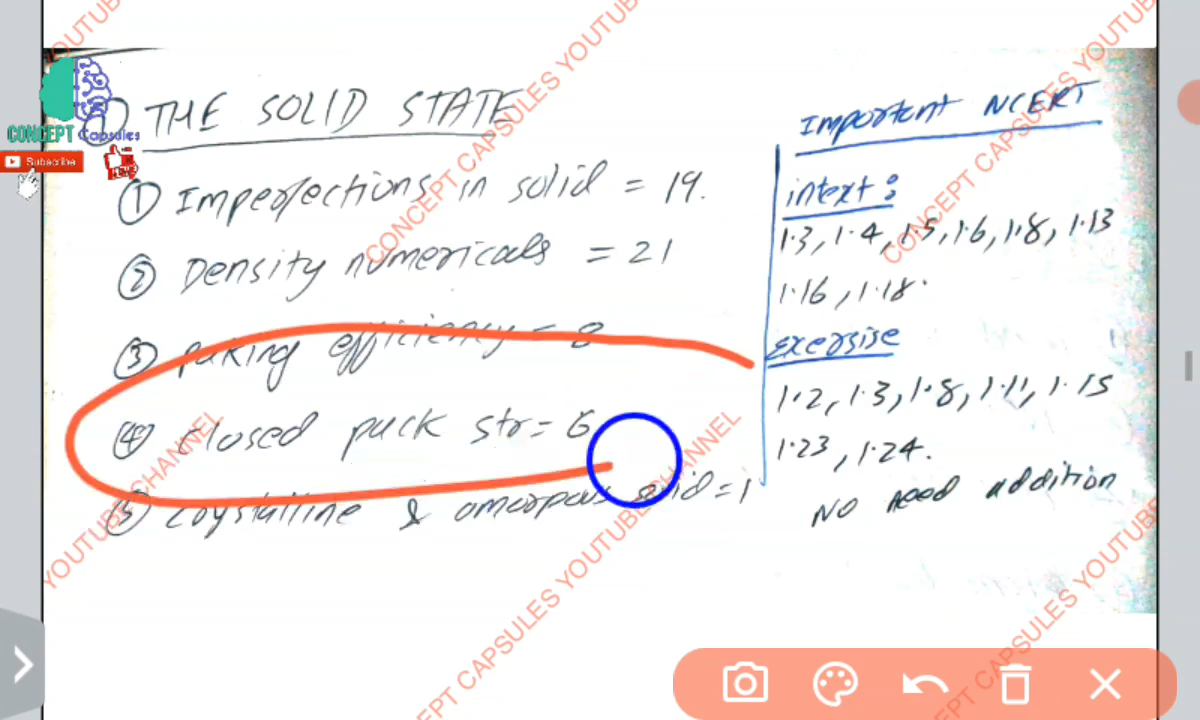 ① THE SOLID STATE
CONCEPT Capsules
Subscribe
① Imperfections in solid = 19.
② Density numericals = 21
③ Paking efficiency = 8
④ closed pack str = 6
⑤ Crystalline & amorpous solid = 1
Important NCERT
intext :
1.3, 1.4, 1.5, 1.6, 1.8, 1.13
1.16, 1.18.
exersise
1.2, 1.3, 1.8, 1.11, 1.15
1.23, 1.24.
NO need addition
CONCEPT CAPSULES YOUTUBE CHANNEL